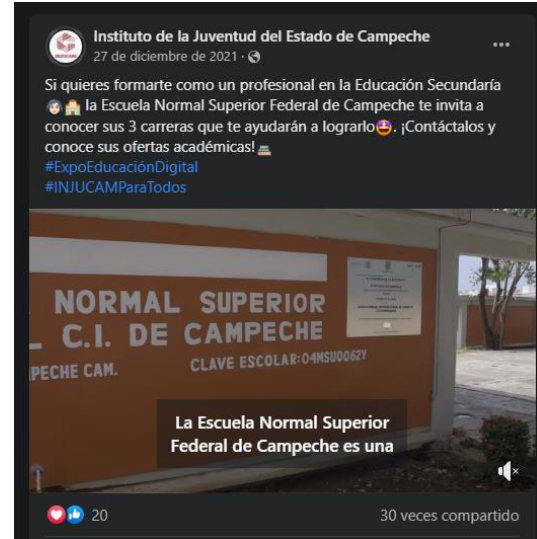 Instituto de la Juventud del Estado de Campeche
27 de diciembre de 2021 ·
Si quieres formarte como un profesional en la Educación Secundaría
la Escuela Normal Superior Federal de Campeche te invita a
conocer sus 3 carreras que te ayudarán a lograrlo. ¡Contáctalos y
conoce sus ofertas académicas!
#ExpoEducaciónDigital
#INJUCAMParaTodos
NORMAL SUPERIOR
L C.I. DE CAMPECHE
PECHE CAM.
CLAVE ESCOLAR: 04MSU0062Y
La Escuela Normal Superior
Federal de Campeche es una
20
30 veces compartido